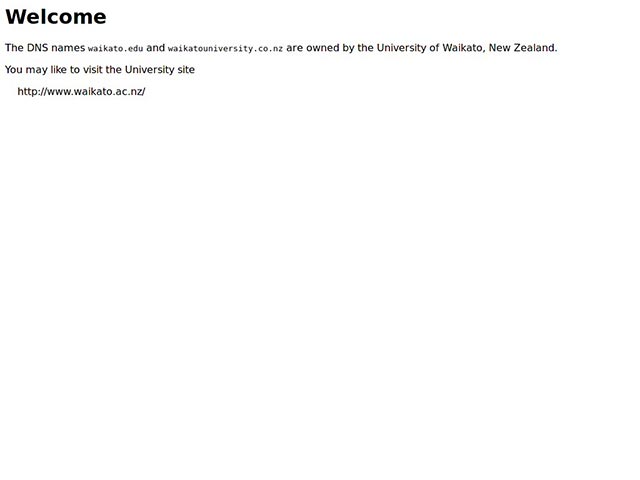 Welcome
The DNS names waikato.edu and waikatouniversity.co.nz are owned by the University of Waikato, New Zealand.
You may like to visit the University site
http://www.waikato.ac.nz/